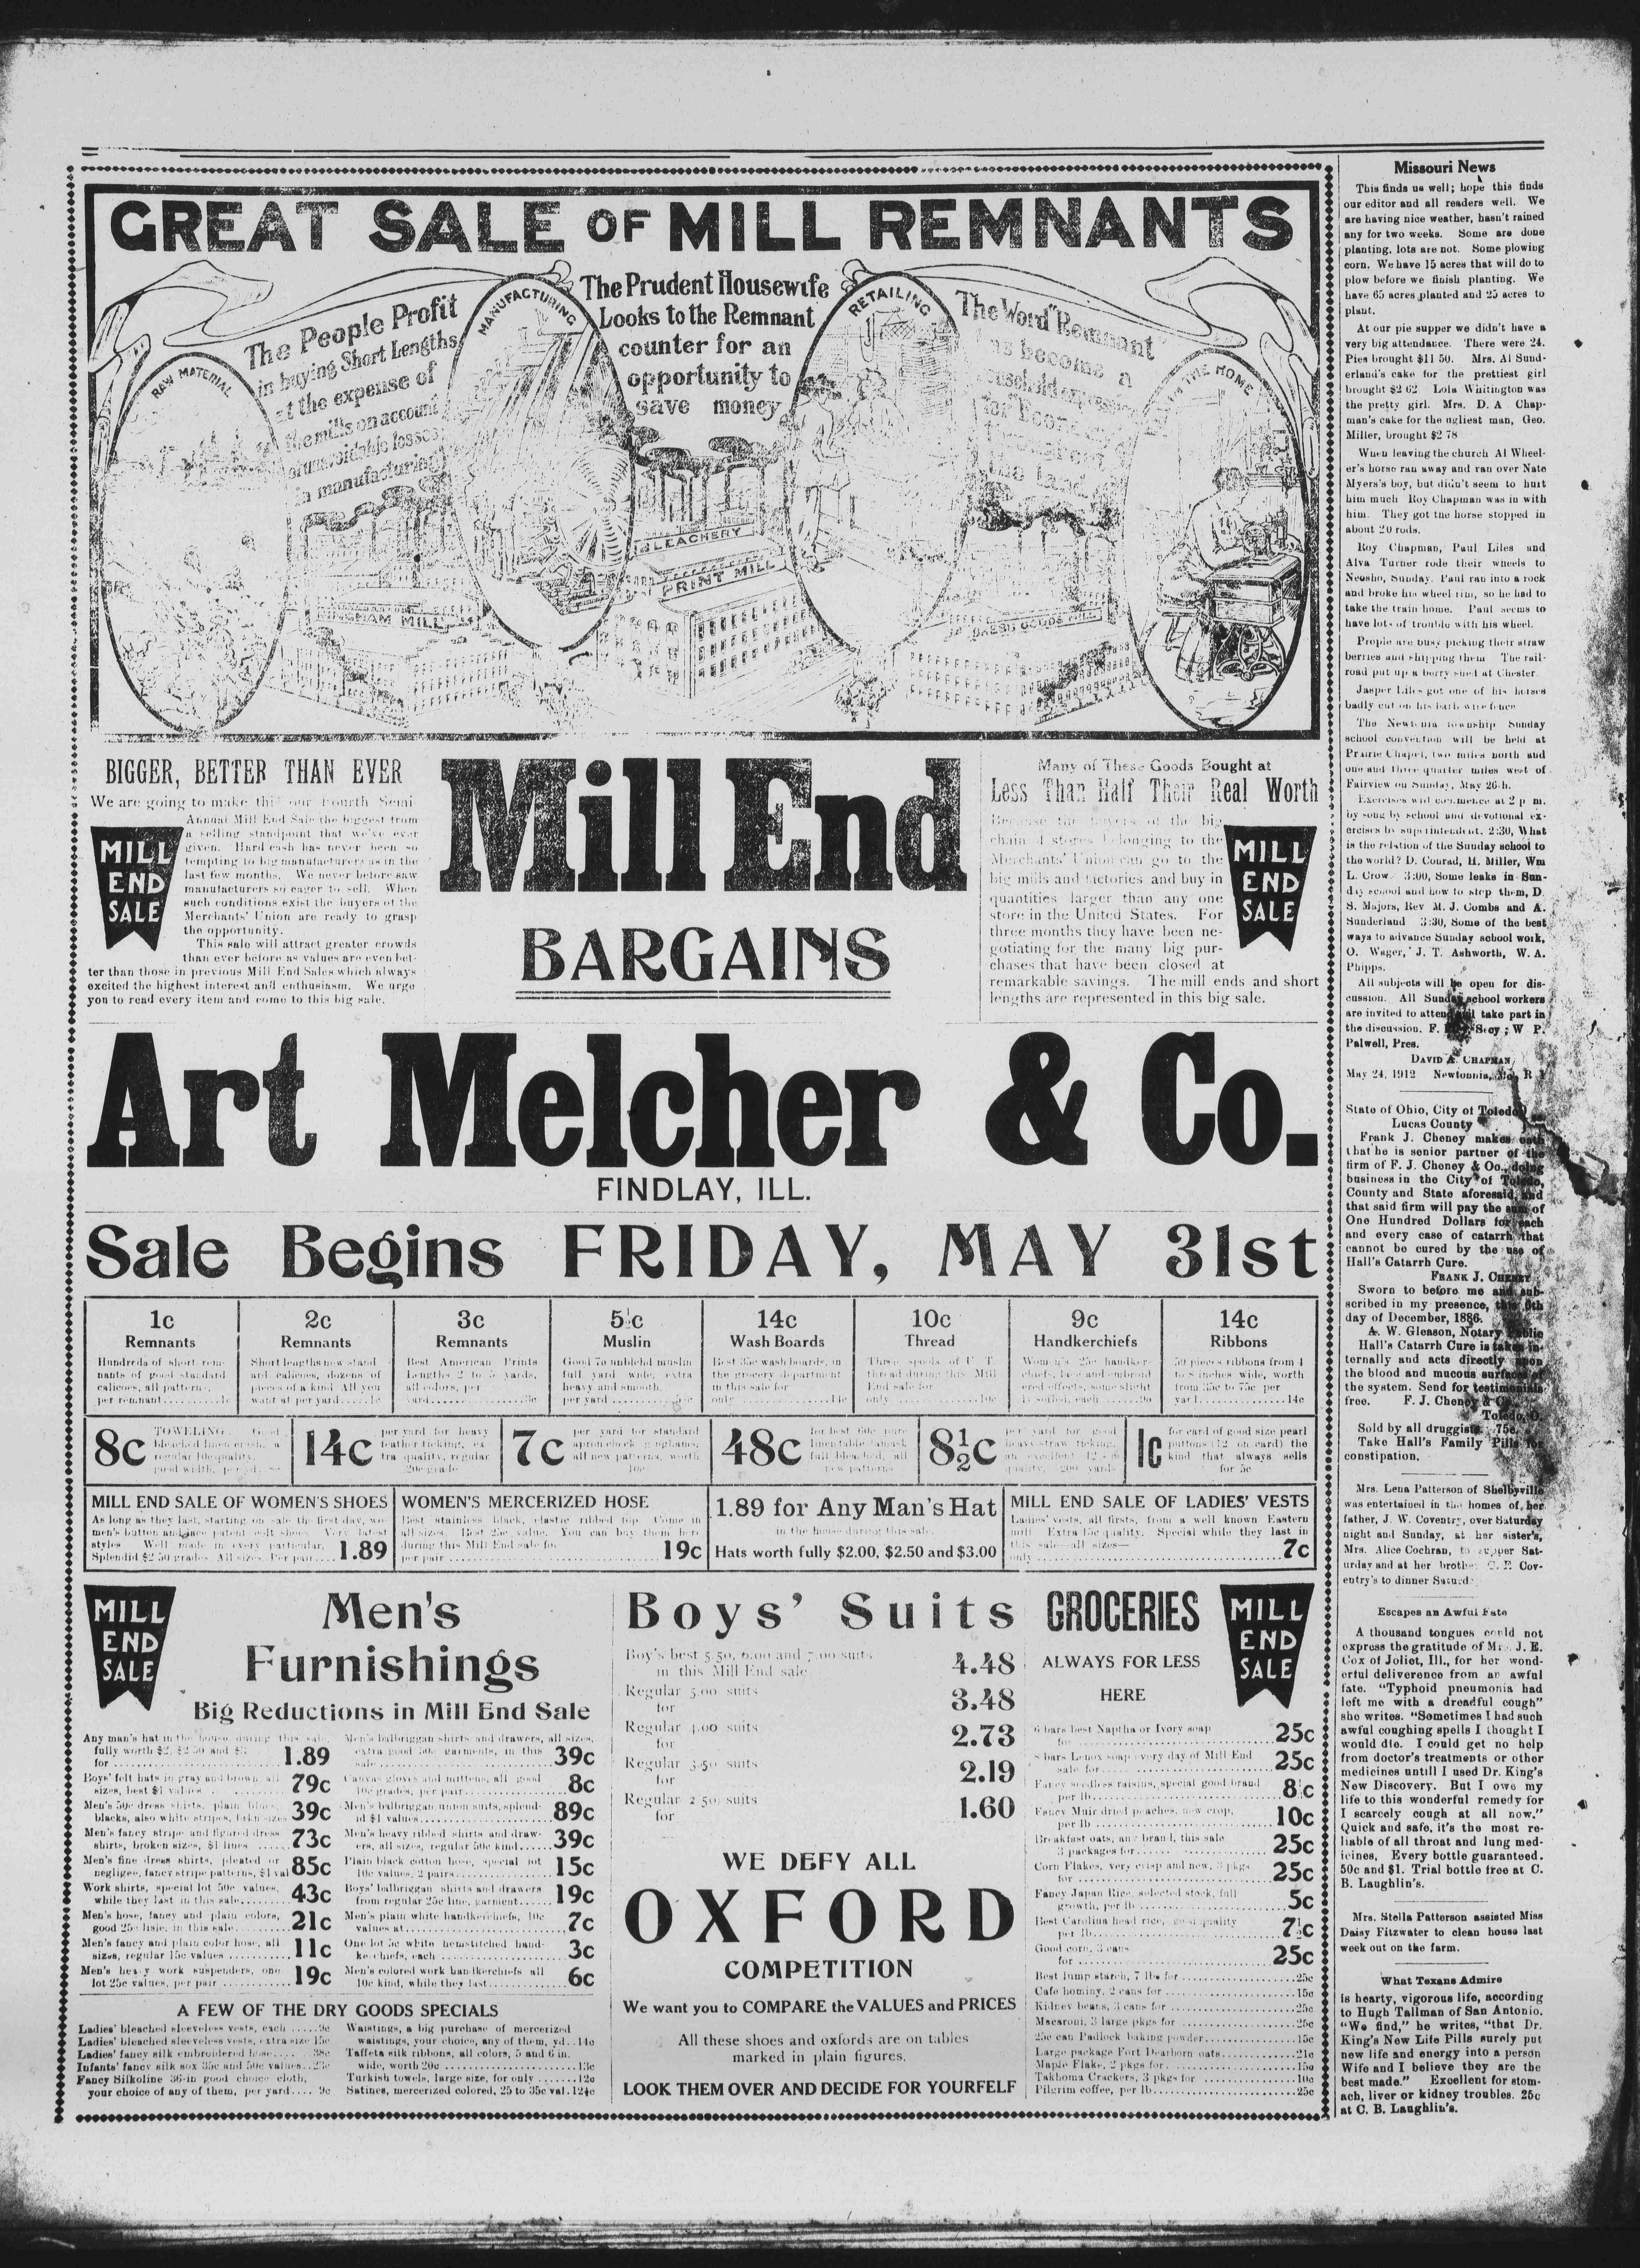 GREAT SALE OF MILL REMNANTS
The People Profit
in buying Short Lengths
at the expense of
the mills on account
of unavoidable losses
in manufacturing
RAW MATERIAL
MANUFACTURING
The Prudent Housewife
Looks to the Remnant
counter for an
opportunity to
save money
RETAILING
The Word "Remnant
has become a
the land
IN THE HOME
BLEACHERY
PRINT MILL
GINGHAM MILL
DRESS GOODS MILL
BIGGER, BETTER THAN EVER
We are going to make this our Fourth Semi-
Annual Mill End Sale the biggest from
a selling standpoint that we've ever
given. Hard cash has never been so
tempting to big manufacturers as in the
last few months. We never before saw
manufacturers so eager to sell. When
such conditions exist the buyers of the
Merchants' Union are ready to grasp
the opportunity.
This sale will attract greater crowds
than ever before as values are even bet-
ter than those in previous Mill End Sales which always
excited the highest interest and enthusiasm. We urge
you to read every item and come to this big sale.
MILL
END
SALE
Mill End
BARGAINS
Many of These Goods Bought at
Less Than Half Their Real Worth
Because the buyers of the big
chain of stores belonging to the
Merchants' Union can go to the
big mills and factories and buy in
quantities larger than any one
store in the United States. For
three months they have been ne-
gotiating for the many big pur-
chases that have been closed at
remarkable savings. The mill ends and short
lengths are represented in this big sale.
MILL
END
SALE
Art Melcher & Co.
FINDLAY, ILL.
Sale Begins FRIDAY, MAY 31st
1c
Remnants
Hundreds of short rem-
nants of good standard
calicoes, all patterns,
per remnant........1c
2c
Remnants
Short lengths new stand-
ard calicoes, dozens of
pieces of a kind. All you
want at per yard
3c
Remnants
Best American Prints
Lengths 2 to 5 yards,
all colors, per
yard........3c
5½c
Muslin
Good 7c unblchd muslin
full yard wide, extra
heavy and smooth,
per yard
14c
Wash Boards
Best 35c wash boards, in
the grocery department
in this sale for
only........14c
10c
Thread
Three spools of U. T.
thread during this Mill
End sale for
only........10c
9c
Handkerchiefs
Women's 25c handker-
chiefs, lace and embroid-
ered effects, some slight-
ly soiled, each........9c
14c
Ribbons
50 pieces ribbons from 4
to 8 inches wide, worth
from 35c to 75c per
yard........14c
8c TOWELING. Good
bleached linen crash, a
regular 10c quality,
good width, per yd.
14c per yard for heavy
feather ticking, ex-
tra quality, regular
20c grade
7c per yard for standard
apron check ginghams,
all new patterns, worth
10c
48c for best 60c pure
linen table damask
full bleached, all
new patterns
8½c per yard for good
heavy straw ticking,
an excellent 12½c
quality, 200 yards
1c for card of good size pearl
buttons (12 on card) the
kind that always sells
for 5c
MILL END SALE OF WOMEN'S SHOES
As long as they last, starting on sale the first day, wo-
men's button and lace patent colt shoes. Very latest
styles. Well made in every particular.
Splendid $2.50 grades. All sizes. Per pair.... 1.89
WOMEN'S MERCERIZED HOSE
Best stainless black, elastic ribbed top. Come in
all sizes. Best 25c value. You can buy them here
during this Mill End sale for
per pair........19c
1.89 for Any Man's Hat
in the house during this sale
Hats worth fully $2.00, $2.50 and $3.00
MILL END SALE OF LADIES' VESTS
Ladies' vests, all firsts, from a well known Eastern
mill. Extra 15c quality. Special while they last in
this sale—all sizes—
only........7c
MILL
END
SALE
Men's
Furnishings
Big Reductions in Mill End Sale
Any man's hat in the house during this sale,
fully worth $2, $2.50 and $3
for........1.89
Boys' felt hats in gray and brown, all
sizes, best $1 values........79c
Men's 50c dress shirts, plain blues,
blacks, also white stripes, bkn sizes 39c
Men's fancy stripe and figured dress
shirts, broken sizes, $1 lines......73c
Men's fine dress shirts, pleated or
negligee, fancy stripe patterns, $1 val 85c
Work shirts, special lot 50c values,
while they last in this sale........43c
Men's hose, fancy and plain colors,
good 25c lisle, in this sale........21c
Men's fancy and plain color hose, all
sizes, regular 15c values........11c
Men's heavy work suspenders, one
lot 25c values, per pair........19c
Men's balbriggan shirts and drawers, all sizes,
extra good 50c garments, in this
sale........39c
Canvas gloves and mittens, all good
10c grades, per pair........8c
Men's balbriggan union suits, splend-
id $1 values........89c
Men's heavy ribbed shirts and draw-
ers, all sizes, regular 50c kind........39c
Plain black cotton hose, special lot
10c values, 2 pairs........15c
Boys' balbriggan shirts and drawers
from regular 25c line, garment........19c
Men's plain white handkerchiefs, 10c
values at........7c
One lot 5c white hemstitched hand-
kerchiefs, each........3c
Men's colored work handkerchiefs all
10c kind, while they last........6c
A FEW OF THE DRY GOODS SPECIALS
Ladies' bleached sleeveless vests, each .....9c
Ladies' bleached sleeveless vests, extra size 15c
Ladies' fancy silk embroidered hose.... 38c
Infants' fancy silk sox 35c and 50c values..23c
Fancy Silkoline 36-in good choice cloth,
your choice of any of them, per yard.... 9c
Waistings, a big purchase of mercerized
waistings, your choice, any of them, yd..14c
Taffeta silk ribbons, all colors, 5 and 6 in.
wide, worth 20c........13c
Turkish towels, large size, for only........12c
Satines, mercerized colored, 25 to 35c val.12½c
Boys' Suits
Boy's best 5.50, 6.00 and 7.00 suits
in this Mill End sale 4.48
Regular 5.00 suits
for 3.48
Regular 4.00 suits
for 2.73
Regular 3.50 suits
for 2.19
Regular 2.50 suits
for 1.60
WE DEFY ALL
OXFORD
COMPETITION
We want you to COMPARE the VALUES and PRICES
All these shoes and oxfords are on tables
marked in plain figures.
LOOK THEM OVER AND DECIDE FOR YOURFELF
GROCERIES
ALWAYS FOR LESS
HERE
MILL
END
SALE
6 bars best Naptha or Ivory soap
for........25c
8 bars Lenox soap every day of Mill End
sale for........25c
Fancy seedless raisins, special good brand
per lb........8½c
Fancy Muir dried peaches, new crop,
per lb........10c
Breakfast oats, any brand, this sale
3 packages for........25c
Corn Flakes, very crisp and new, 3 pkgs
for........25c
Fancy Japan Rice, selected stock, full
growth, per lb........5c
Best Carolina head rice, good quality
per lb........7½c
Good corn, 3 cans
for........25c
Best lump starch, 7 lbs for........25c
Cafe hominy, 2 cans for........15c
Kidney beans, 3 cans for........25c
Macaroni, 3 large pkgs for........25c
25c can Padlock baking powder........15c
Large package Fort Dearborn oats........21c
Maple Flake, 2 pkgs for........15c
Takhoma Crackers, 3 pkgs for........10c
Pilgrim coffee, per lb........25c
Missouri News
This finds us well; hope this finds
our editor and all readers well. We
are having nice weather, hasn't rained
any for two weeks. Some are done
planting, lots are not. Some plowing
corn. We have 15 acres that will do to
plow before we finish planting. We
have 65 acres planted and 25 acres to
plant.
At our pie supper we didn't have a
very big attendance. There were 24.
Pies brought $11 50. Mrs. Al Sund-
erland's cake for the prettiest girl
brought $2 62 Lola Whitington was
the pretty girl. Mrs. D. A Chap-
man's cake for the ugliest man, Geo.
Miller, brought $2 78
When leaving the church Al Wheel-
er's horse ran away and ran over Nate
Myers's boy, but didn't seem to hurt
him much Roy Chapman was in with
him. They got the horse stopped in
about 20 rods.
Roy Chapman, Paul Liles and
Alva Turner rode their wheels to
Neosho, Sunday. Paul ran into a rock
and broke his wheel rim, so he had to
take the train home. Paul seems to
have lots of trouble with his wheel.
People are busy picking their straw
berries and shipping them The rail-
road put up a berry shed at Chester.
Jasper Liles got one of his horses
badly cut on his barb wire fence
The Newtonia township Sunday
school convention will be held at
Prairie Chapel, two miles north and
one and three quarter miles west of
Fairview on Sunday, May 26th.
Exercises will commence at 2 p m.
by song by school and devotional ex-
ercises by superintendent. 2:30, What
is the relation of the Sunday school to
the world? D. Conrad, H. Miller, Wm
L. Crow. 3:00, Some leaks in Sun-
day school and how to stop them, D.
S. Majors, Rev M. J. Combs and A.
Sunderland 3:30, Some of the best
ways to advance Sunday school work,
O. Wager, J. T. Ashworth, W. A.
Phipps.
All subjects will be open for dis-
cussion. All Sunday school workers
are invited to attend and take part in
the discussion. F. Secy; W P.
Palwell, Pres.
DAVID A. CHAPMAN,
May 24, 1912 Newtonnia, Mo, R 1
State of Ohio, City of Toledo
Lucas County
Frank J. Cheney makes oath
that he is senior partner of the
firm of F. J. Cheney & Co., doing
business in the City of Toledo,
County and State aforesaid, and
that said firm will pay the sum of
One Hundred Dollars for each
and every case of catarrh that
cannot be cured by the use of
Hall's Catarrh Cure.
FRANK J. CHENEY
Sworn to before me and sub-
scribed in my presence, this 6th
day of December, 1886.
A. W. Gleason, Notary Public
Hall's Catarrh Cure is taken in-
ternally and acts directly upon
the blood and mucous surfaces of
the system. Send for testimonials
free. F. J. Cheney & Co.,
Toledo, O.
Sold by all druggists, 75c.
Take Hall's Family Pills for
constipation.
Mrs. Lena Patterson of Shelbyville
was entertained in the homes of her
father, J. W. Coventry, over Saturday
night and Sunday, at her sister's,
Mrs. Alice Cochran, to supper Sat-
urday and at her brother Cov-
entry's to dinner
Escapes an Awful Fate
A thousand tongues could not
express the gratitude of Mrs. J. E.
Cox of Joliet, Ill., for her wond-
erful deliverence from an awful
fate. "Typhoid pneumonia had
left me with a dreadful cough"
she writes. "Sometimes I had such
awful coughing spells I thought I
would die. I could get no help
from doctor's treatments or other
medicines untill I used Dr. King's
New Discovery. But I owe my
life to this wonderful remedy for
I scarcely cough at all now."
Quick and safe, it's the most re-
liable of all throat and lung med-
icines, Every bottle guaranteed.
50c and $1. Trial bottle free at C.
B. Laughlin's.
Mrs. Stella Patterson assisted Miss
Daisy Fitzwater to clean house last
week out on the farm.
What Texans Admire
is hearty, vigorous life, according
to Hugh Tallman of San Antonio.
"We find," he writes, "that Dr.
King's New Life Pills surely put
new life and energy into a person
Wife and I believe they are the
best made." Excellent for stom-
ach, liver or kidney troubles. 25c
at C. B. Laughlin's.